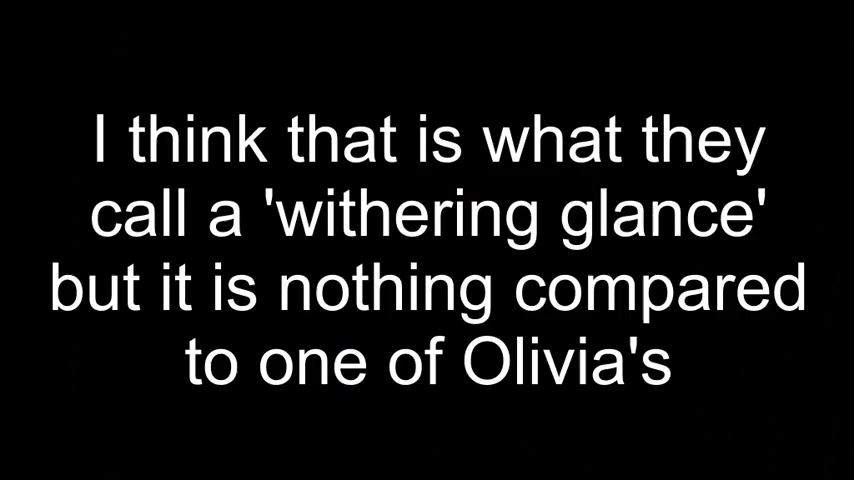 I think that is what they
call a 'withering glance'
but it is nothing compared
to one of Olivia's